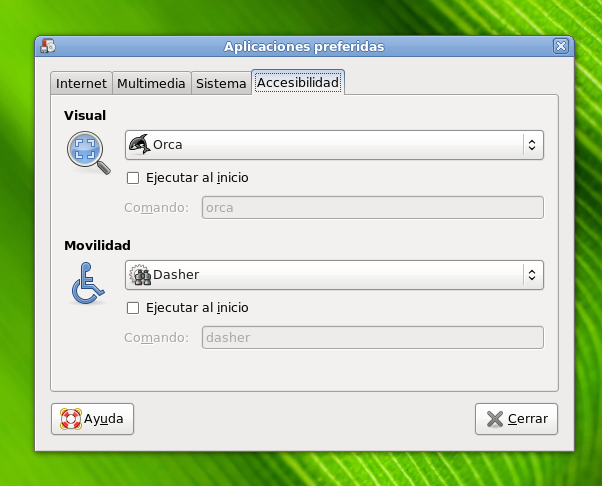 Aplicaciones preferidas
Internet Multimedia Sistema Accesibilidad
Visual
Orca
Ejecutar al inicio
Comando: orca
Movilidad
Dasher
Ejecutar al inicio
Comando: dasher
Ayuda Cerrar